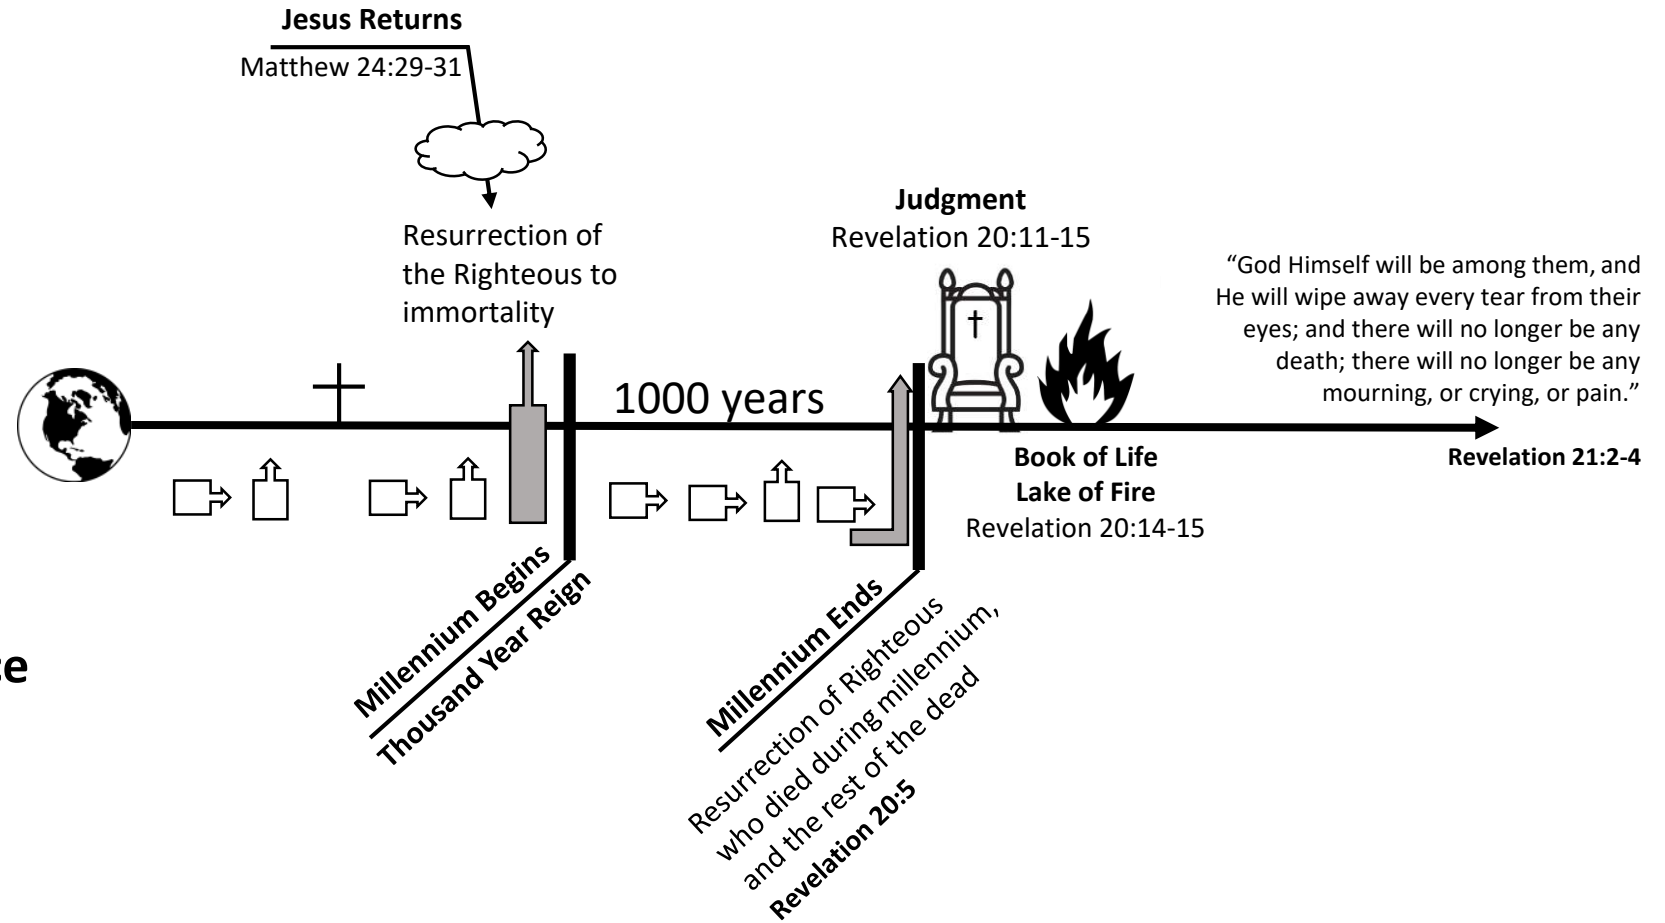 Jesus Returns
Matthew 24:29-31
Resurrection of
the Righteous to
immortality
Judgment
Revelation 20:11-15
“God Himself will be among them, and
He will wipe away every tear from their
eyes; and there will no longer be any
death; there will no longer be any
mourning, or crying, or pain.”
Revelation 21:2-4
1000 years
Book of Life
Lake of Fire
Revelation 20:14-15
Millennium Begins
Thousand Year Reign
Millennium Ends
Resurrection of Righteous
who died during millennium,
and the rest of the dead
Revelation 20:5